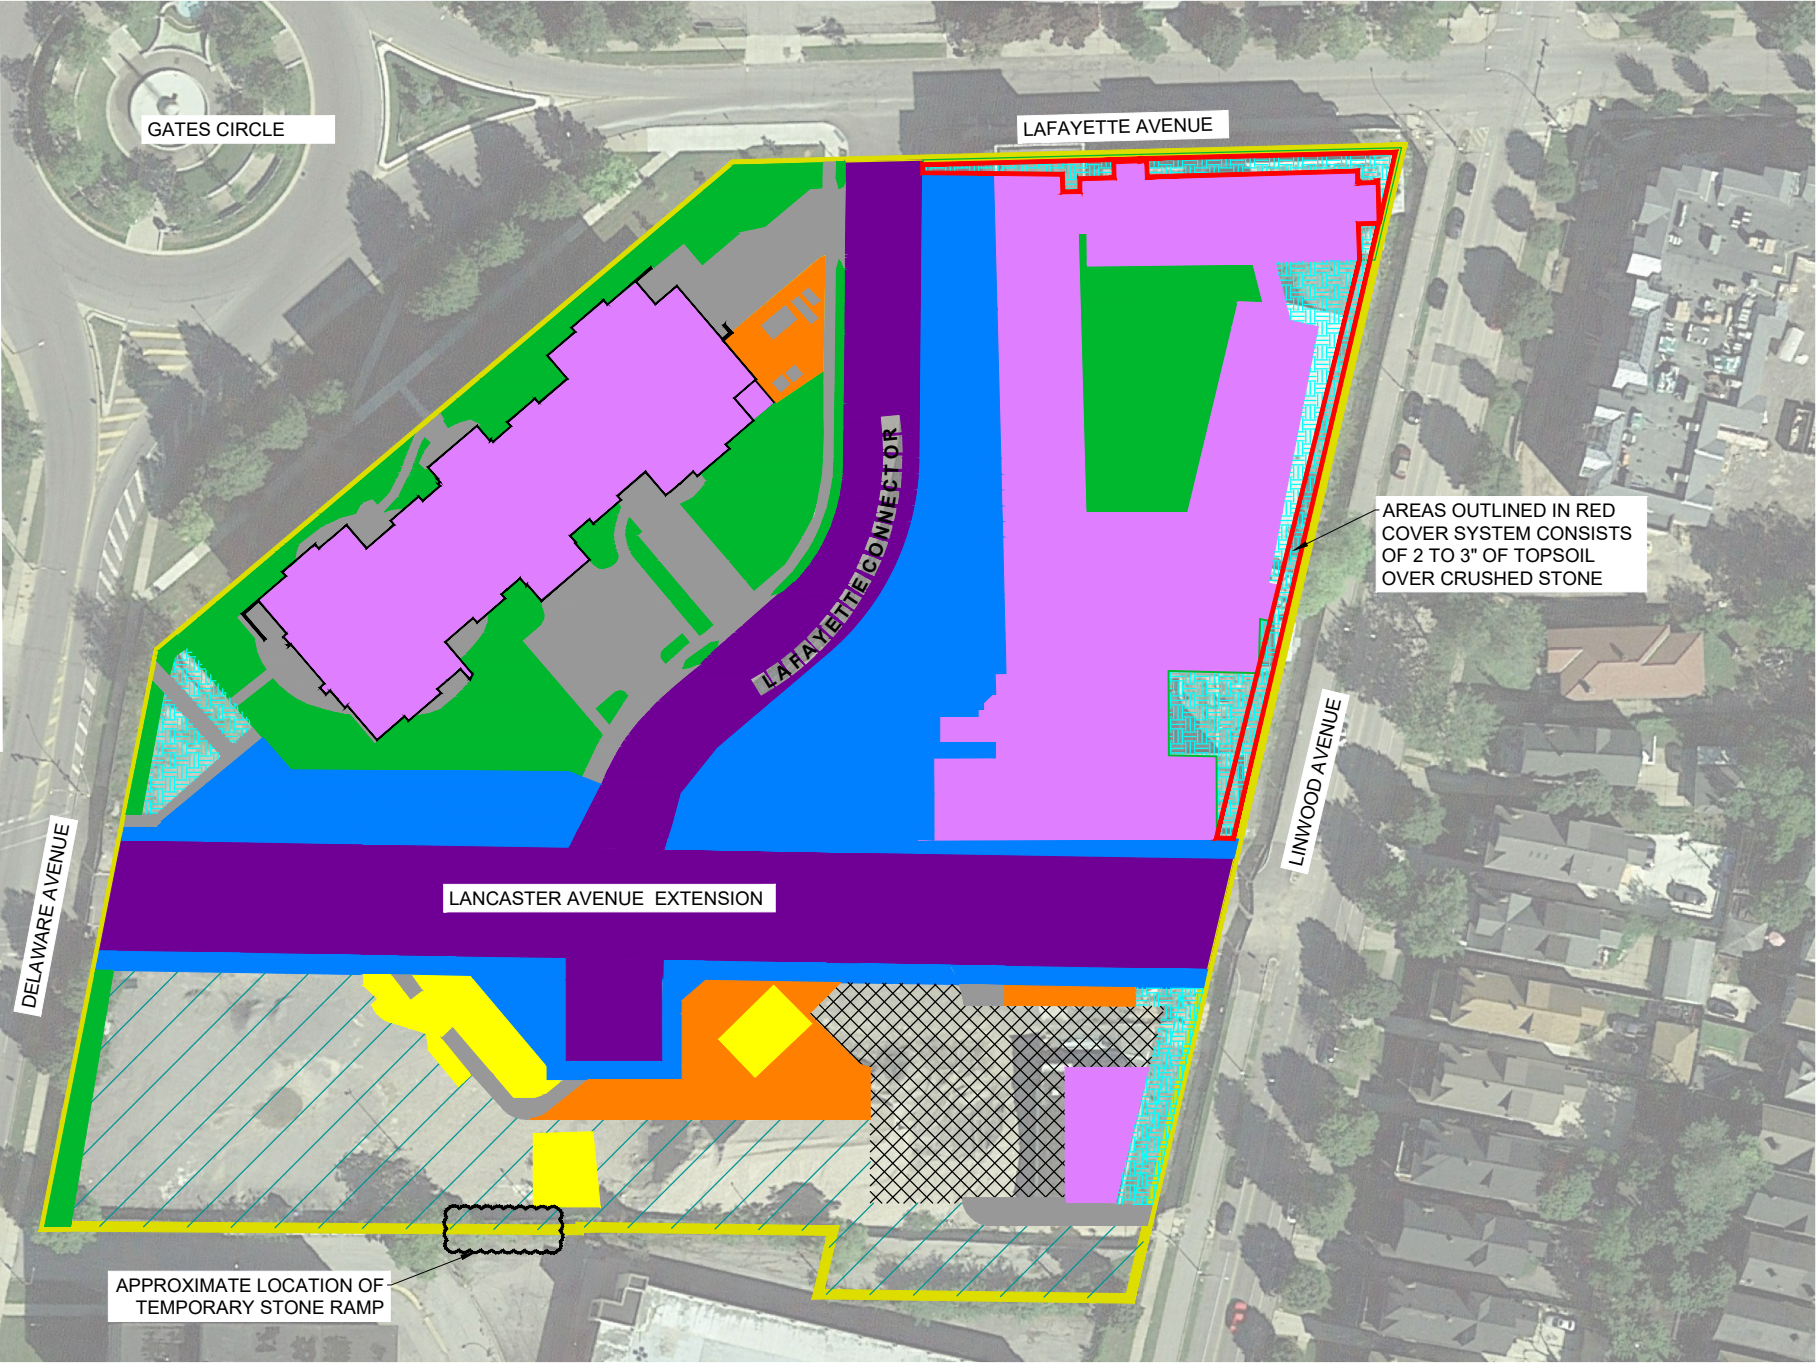 GATES CIRCLE
LAFAYETTE AVENUE
LAFAYETTE CONNECTOR
AREAS OUTLINED IN RED
COVER SYSTEM CONSISTS
OF 2 TO 3" OF TOPSOIL
OVER CRUSHED STONE
LINWOOD AVENUE
DELAWARE AVENUE
LANCASTER AVENUE EXTENSION
APPROXIMATE LOCATION OF
TEMPORARY STONE RAMP